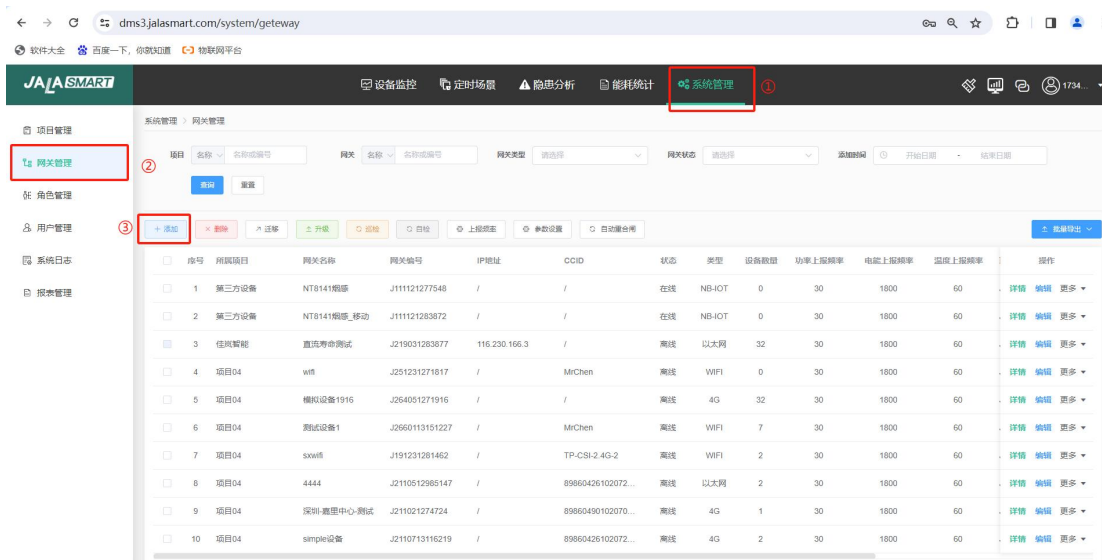 dms3.jalasmart.com/system/geteway
软件大全 百度一下，你就知道 物联网平台
JALA SMART 设备监控 定时场景 隐患分析 能耗统计 系统管理 ① 1734...
项目管理
网关管理
角色管理
用户管理
系统日志
报表管理
②
③
系统管理 > 网关管理
项目 名称 名称或编号 网关 名称 名称或编号 网关类型 请选择 网关状态 请选择 添加时间 开始日期 - 结束日期
查询 重置
+ 添加 × 删除 迁移 升级 巡检 自检 上报频率 参数设置 自动重合闸 批量导出
序号 所属项目 网关名称 网关编号 IP地址 CCID 状态 类型 设备数量 功率上报频率 电能上报频率 温度上报频率 操作
1 第三方设备 NT8141烟感 J111121277548 / / 在线 NB-IOT 0 30 1800 60 详情 编辑 更多
2 第三方设备 NT8141烟感_移动 J111121283872 / / 在线 NB-IOT 0 30 1800 60 详情 编辑 更多
3 佳岚智能 直流寿命测试 J219031283877 116.230.166.3 / 离线 以太网 32 30 1800 60 详情 编辑 更多
4 项目04 wifi J251231271817 / MrChen 离线 WIFI 0 30 1800 60 详情 编辑 更多
5 项目04 模拟设备1916 J264051271916 / / 离线 4G 32 30 1800 60 详情 编辑 更多
6 项目04 测试设备1 J2660113151227 / MrChen 离线 WIFI 7 30 1800 60 详情 编辑 更多
7 项目04 sxwifi J191231281462 / TP-CSI-2.4G-2 离线 WIFI 2 30 1800 60 详情 编辑 更多
8 项目04 4444 J2110512985147 / 89860426102072... 离线 以太网 2 30 1800 60 详情 编辑 更多
9 项目04 深圳-嘉里中心-测试 J211021274724 / 89860490102070... 离线 4G 1 30 1800 60 详情 编辑 更多
10 项目04 simple设备 J2110713116219 / 89860426102072... 离线 4G 2 30 1800 60 详情 编辑 更多